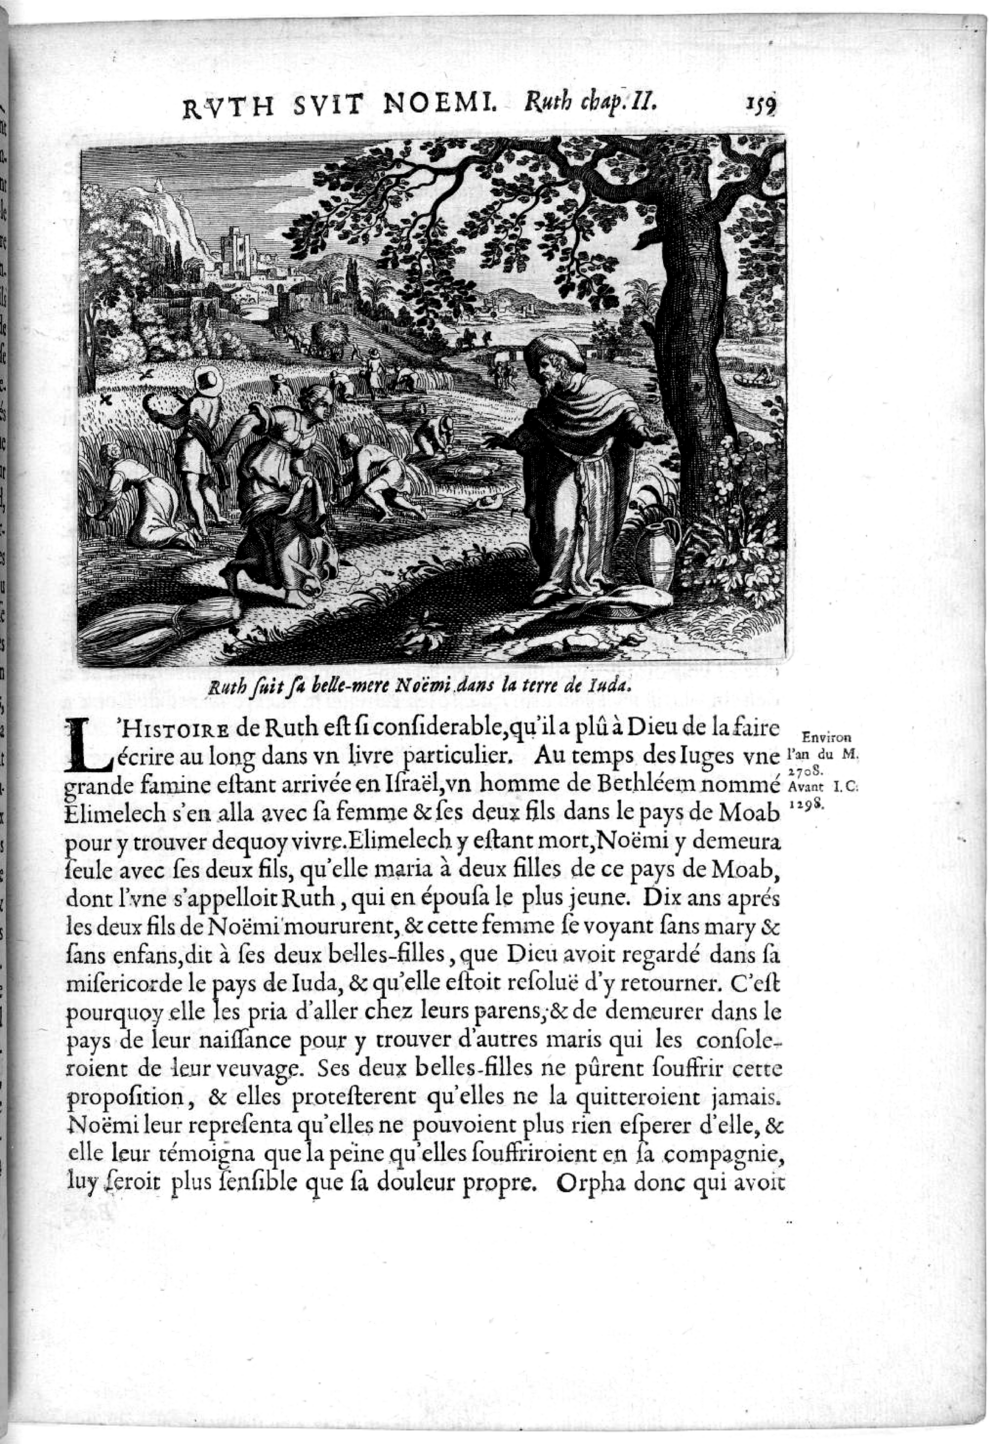 RVTH SVIT NOEMI. Ruth chap. II. 159
Ruth ſuit ſa belle-mere Noëmi dans la terre de Iuda.
L'HISTOIRE de Ruth eſt ſi conſiderable, qu'il a plû à Dieu de la faire
écrire au long dans vn livre particulier. Au temps des Iuges vne
grande famine eſtant arrivée en Iſraël, vn homme de Bethléem nommé
Elimelech s'en alla avec ſa femme & ſes deux fils dans le pays de Moab
pour y trouver dequoy vivre. Elimelech y eſtant mort, Noëmi y demeura
ſeule avec ſes deux fils, qu'elle maria à deux filles de ce pays de Moab,
dont l'vne s'appelloit Ruth, qui en épouſa le plus jeune. Dix ans aprés
les deux fils de Noëmi moururent, & cette femme ſe voyant ſans mary &
ſans enfans, dit à ſes deux belles-filles, que Dieu avoit regardé dans ſa
miſericorde le pays de Iuda, & qu'elle eſtoit reſoluë d'y retourner. C'eſt
pourquoy elle les pria d'aller chez leurs parens, & de demeurer dans le
pays de leur naiſſance pour y trouver d'autres maris qui les conſole-
roient de leur veuvage. Ses deux belles-filles ne pûrent ſouffrir cette
propoſition, & elles proteſterent qu'elles ne la quitteroient jamais.
Noëmi leur repreſenta qu'elles ne pouvoient plus rien eſperer d'elle, &
elle leur témoigna que la peine qu'elles ſouffriroient en ſa compagnie,
luy ſeroit plus ſenſible que ſa douleur propre. Orpha donc qui avoit
Environ
l'an du M.
2708.
Avant I. C.
1298.